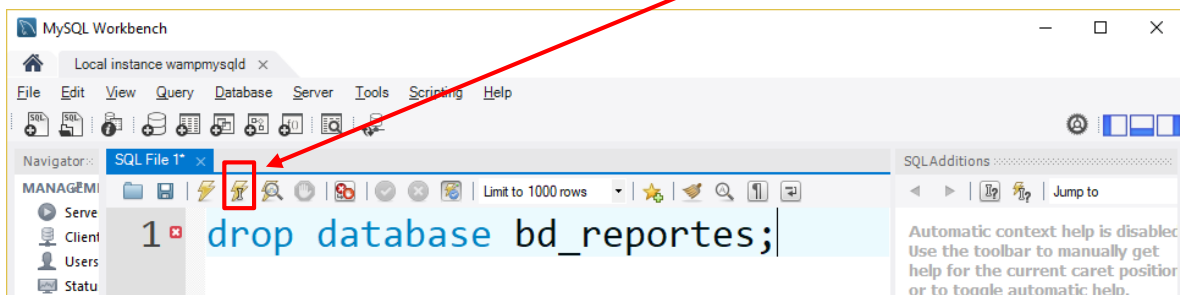 MySQL Workbench
Local instance wampmysqld
File Edit View Query Database Server Tools Scripting Help
Navigator
SQL File 1*
SQLAdditions
MANAGEMI
Limit to 1000 rows
Jump to
Serve
Client
Users
Statu
1 drop database bd_reportes;
Automatic context help is disabled
Use the toolbar to manually get
help for the current caret position
or to toggle automatic help.